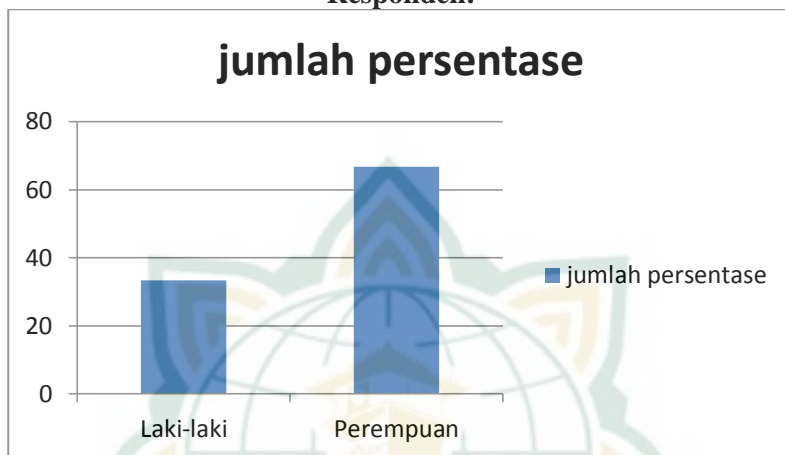 Responden.
jumlah persentase
80
60
40
20
0
Laki-laki
Perempuan
jumlah persentase